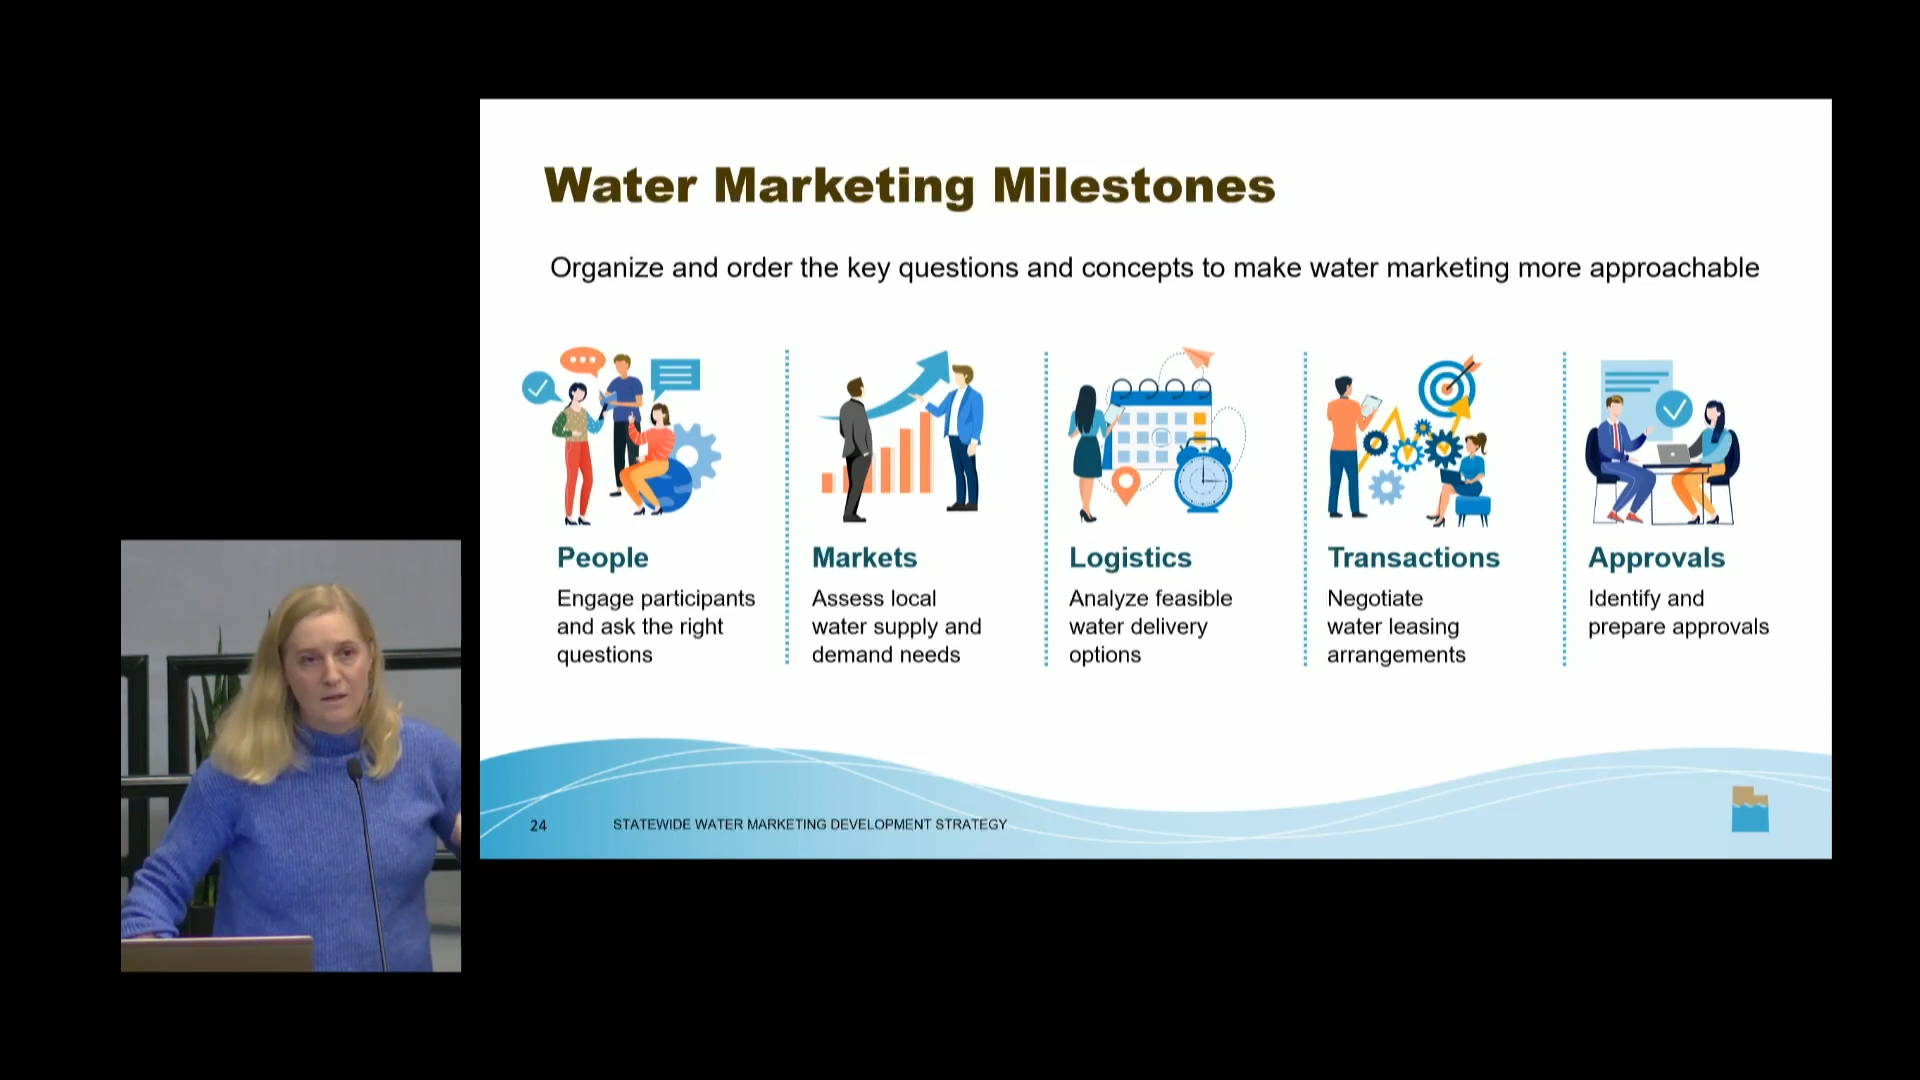 Water Marketing Milestones
Organize and order the key questions and concepts to make water marketing more approachable
People
Engage participants
and ask the right
questions
Markets
Assess local
water supply and
demand needs
Logistics
Analyze feasible
water delivery
options
Transactions
Negotiate
water leasing
arrangements
Approvals
Identify and
prepare approvals
24
STATEWIDE WATER MARKETING DEVELOPMENT STRATEGY